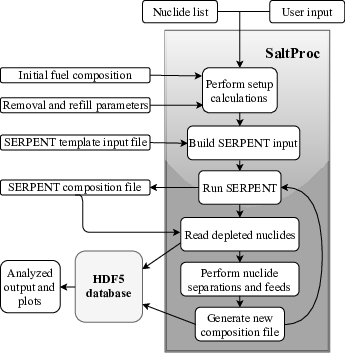 Nuclide list
User input
SaltProc
Initial fuel composition
Perform setup
calculations
Removal and refill parameters
SERPENT template input file
Build SERPENT input
SERPENT composition file
Run SERPENT
Read depleted nuclides
Analyzed
output and
plots
HDF5
database
Perform nuclide
separations and feeds
Generate new
composition file